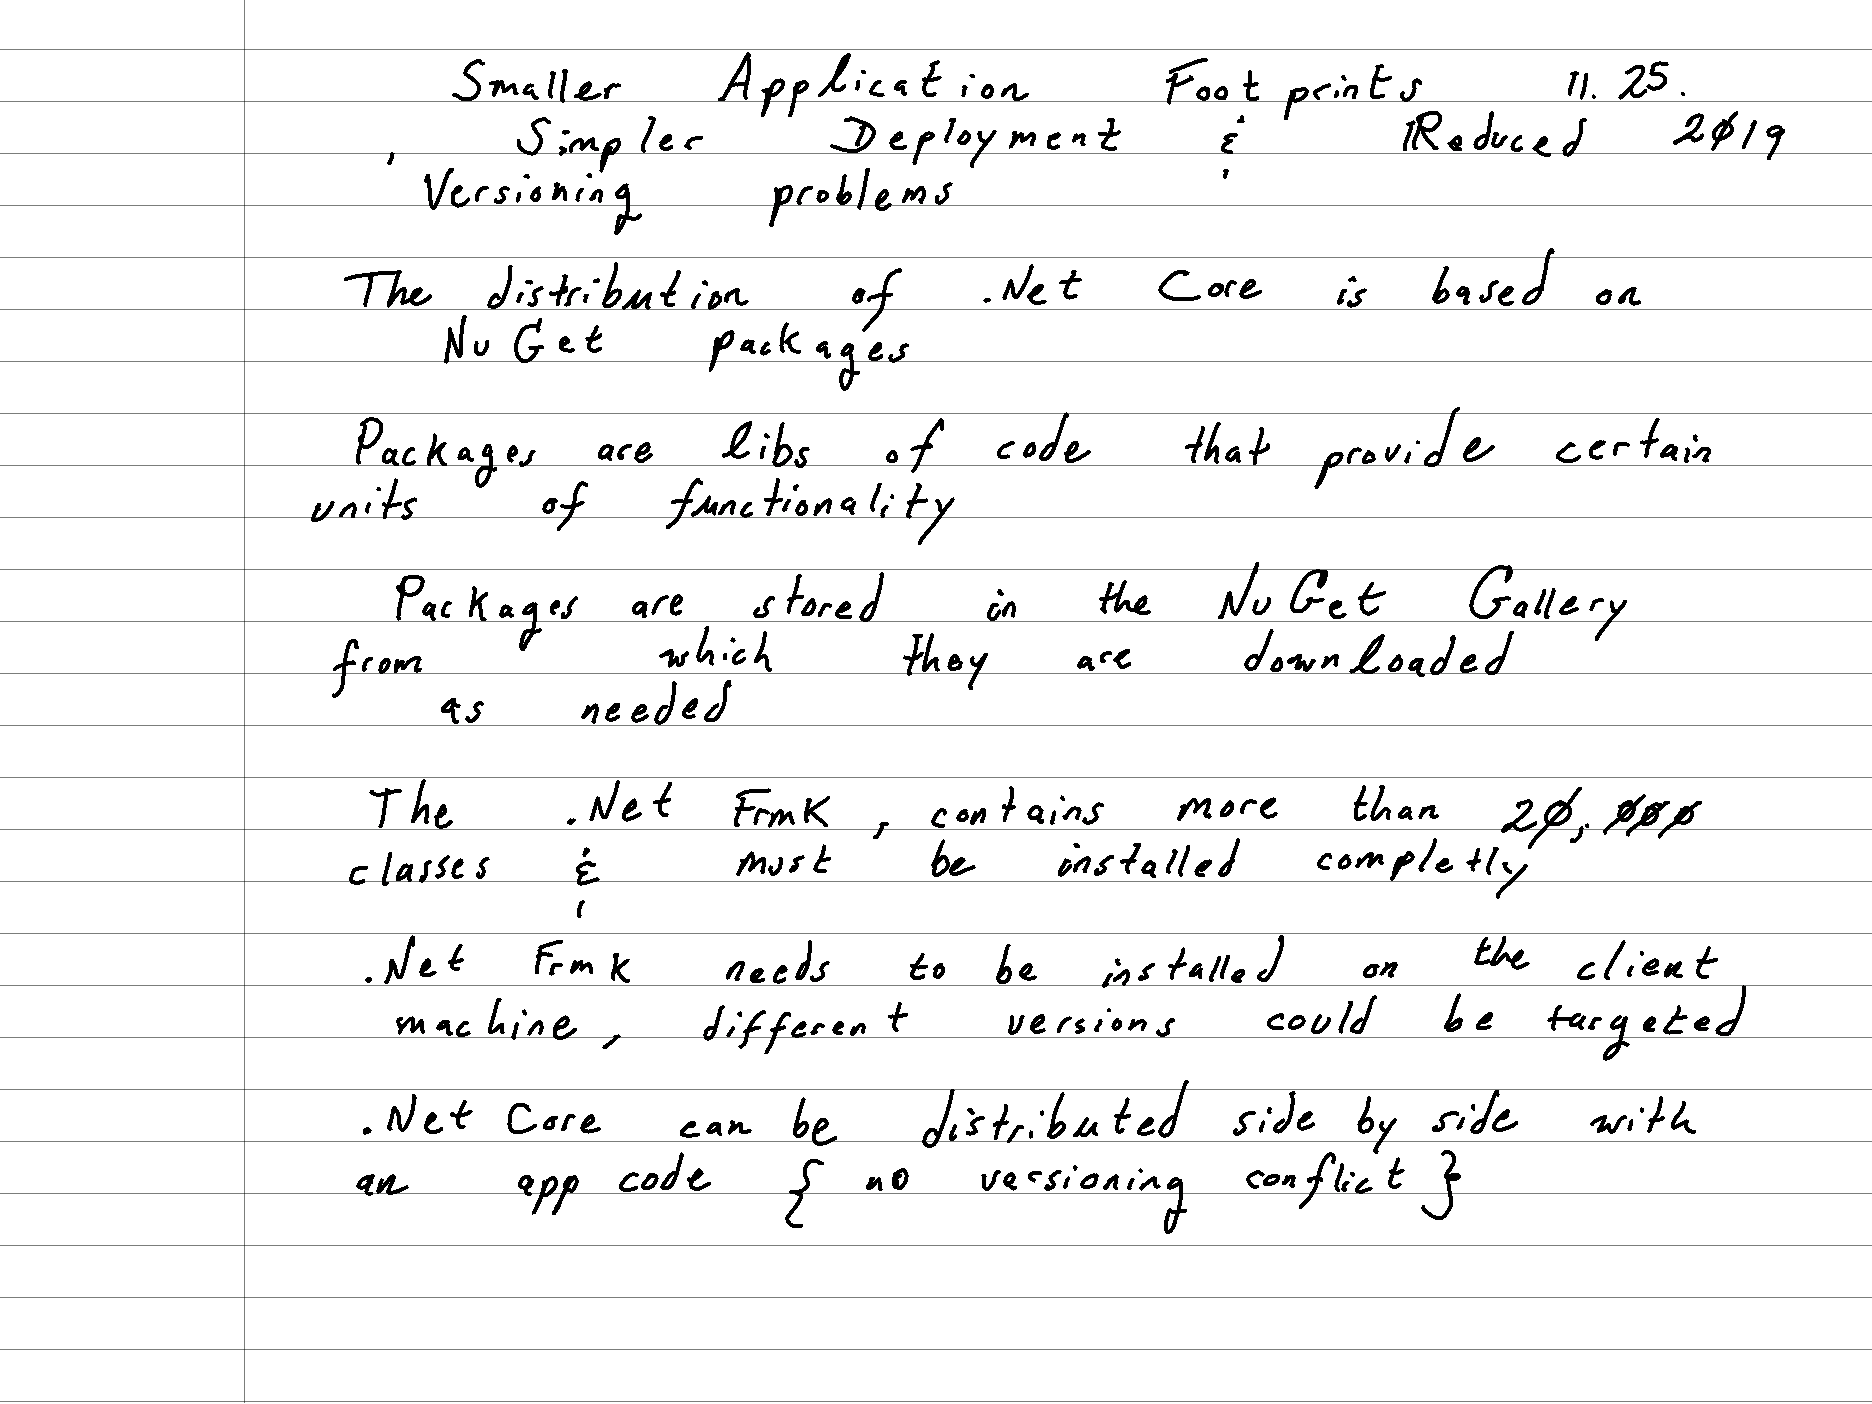 Smaller Application Footprints 11.25.
, Simpler Deployment & Reduced 2019
Versioning problems
The distribution of .Net Core is based on
NuGet packages
Packages are libs of code that provide certain
units of functionality
Packages are stored in the NuGet Gallery
from which they are downloaded
as needed
The .Net Frmk, contains more than 20,000
classes & must be installed completly
.Net Frmk needs to be installed on the client
machine, different versions could be targeted
.Net Core can be distributed side by side with
an app code { no versioning conflict }